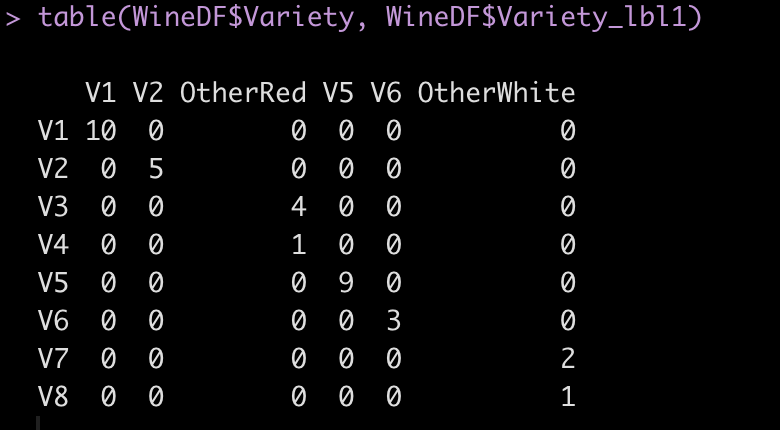 > table(WineDF$Variety, WineDF$Variety_lbl1)
V1 V2 OtherRed V5 V6 OtherWhite
V1 10 0 0 0 0 0
V2 0 5 0 0 0 0
V3 0 0 4 0 0 0
V4 0 0 1 0 0 0
V5 0 0 0 9 0 0
V6 0 0 0 0 3 0
V7 0 0 0 0 0 2
V8 0 0 0 0 0 1